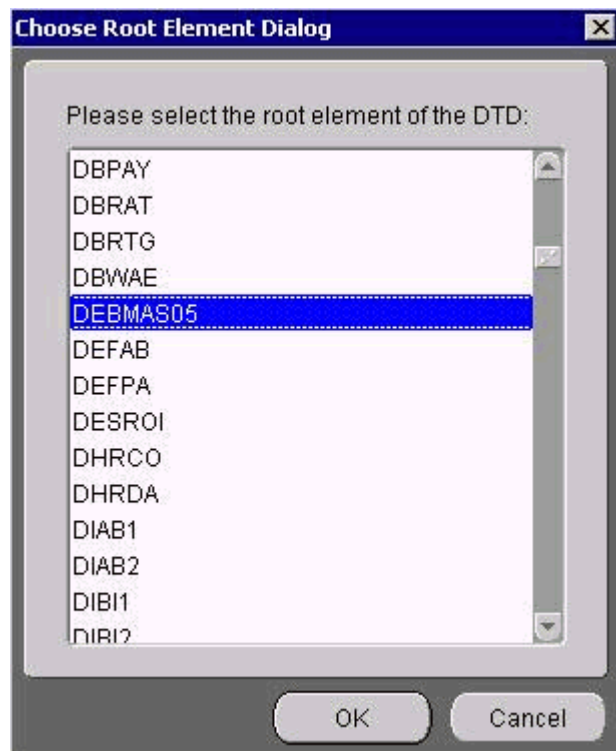 Choose Root Element Dialog
Please select the root element of the DTD:
DBPAY
DBRAT
DBRTG
DBWAE
DEBMAS05
DEFAB
DEFPA
DESROI
DHRCO
DHRDA
DIAB1
DIAB2
DIBI1
DIBI2
OK
Cancel